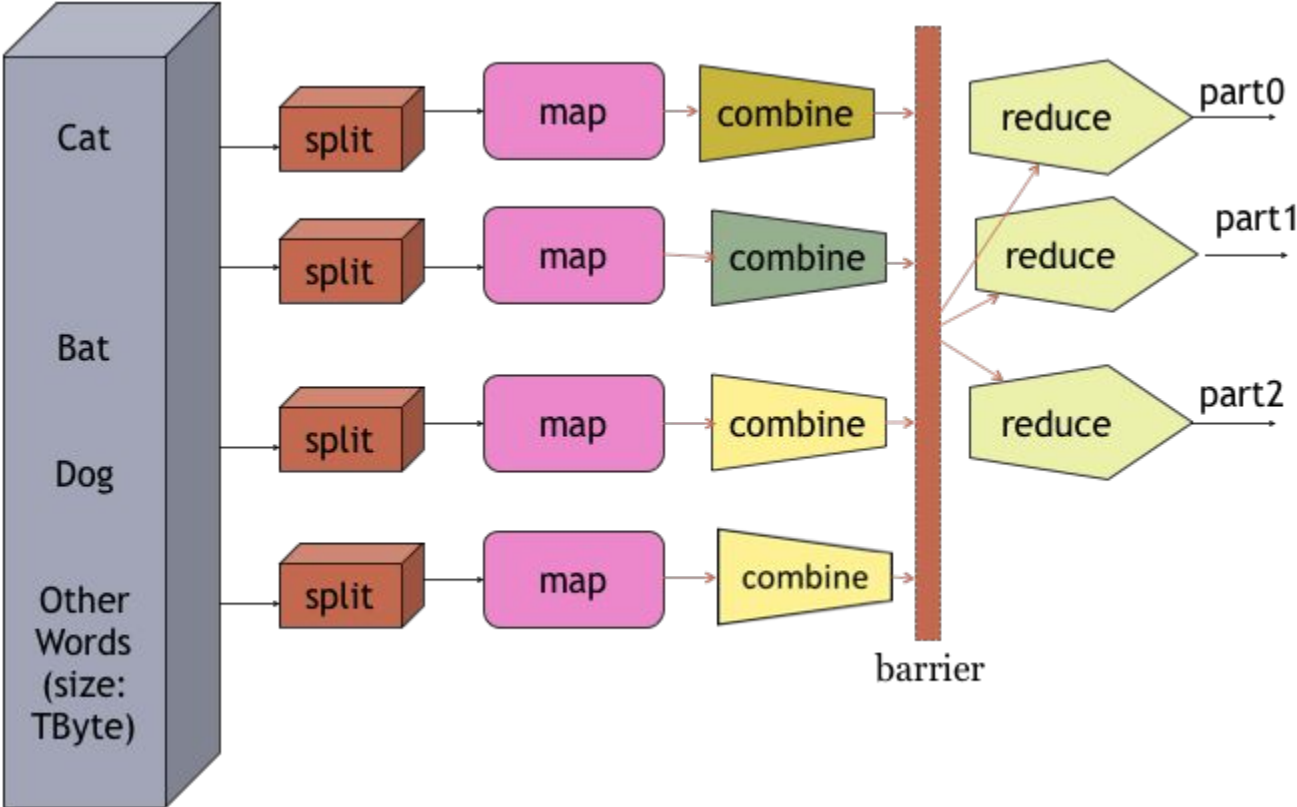 Cat
Bat
Dog
Other
Words
(size:
TByte)
split
map
combine
reduce
part0
split
map
combine
reduce
part1
split
map
combine
reduce
part2
split
map
combine
barrier